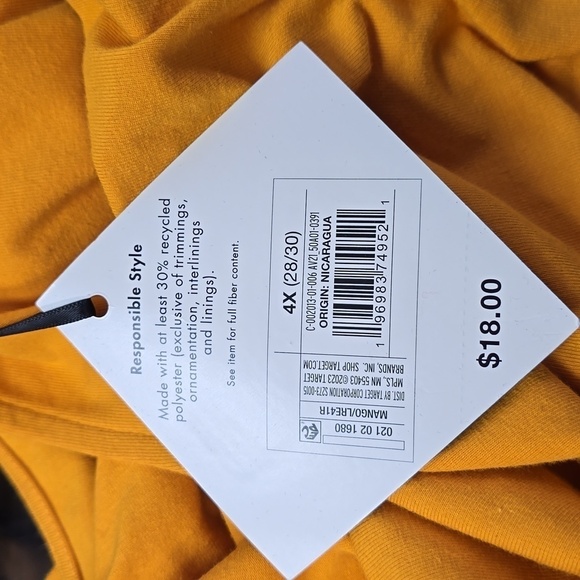 Responsible Style
Made with at least 30% recycled
polyester (exclusive of trimmings,
ornamentation, interlinings
and linings).
See item for full fiber content.
4X (28/30)
C-002013-01-006 AV21 50A01-0391
ORIGIN: NICARAGUA
1 96983 74952 1
021 02 1680
MANGO/LRE41R
DIST BY TARGET CORPORATION S273-0015
MPLS. MN 55403 ©2023 TARGET
BRANDS, INC. SHOP TARGET.COM
$18.00